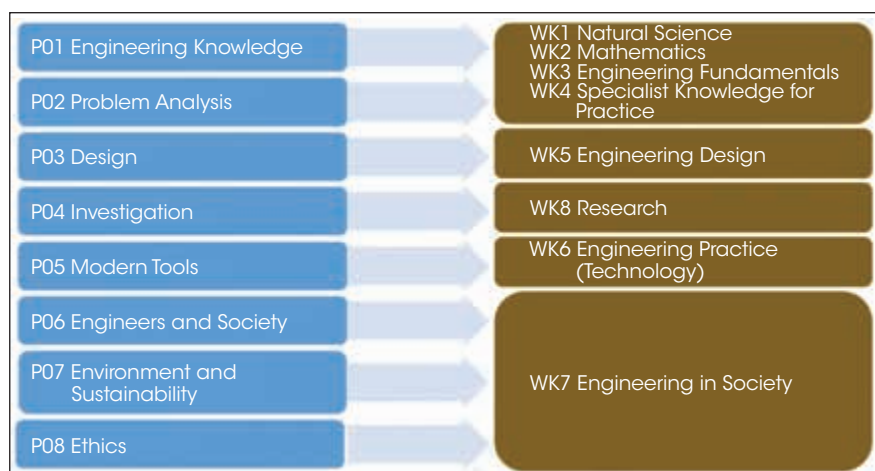 P01 Engineering Knowledge
P02 Problem Analysis
P03 Design
P04 Investigation
P05 Modern Tools
P06 Engineers and Society
P07 Environment and
Sustainability
P08 Ethics
WK1 Natural Science
WK2 Mathematics
WK3 Engineering Fundamentals
WK4 Specialist Knowledge for
Practice
WK5 Engineering Design
WK8 Research
WK6 Engineering Practice
(Technology)
WK7 Engineering in Society